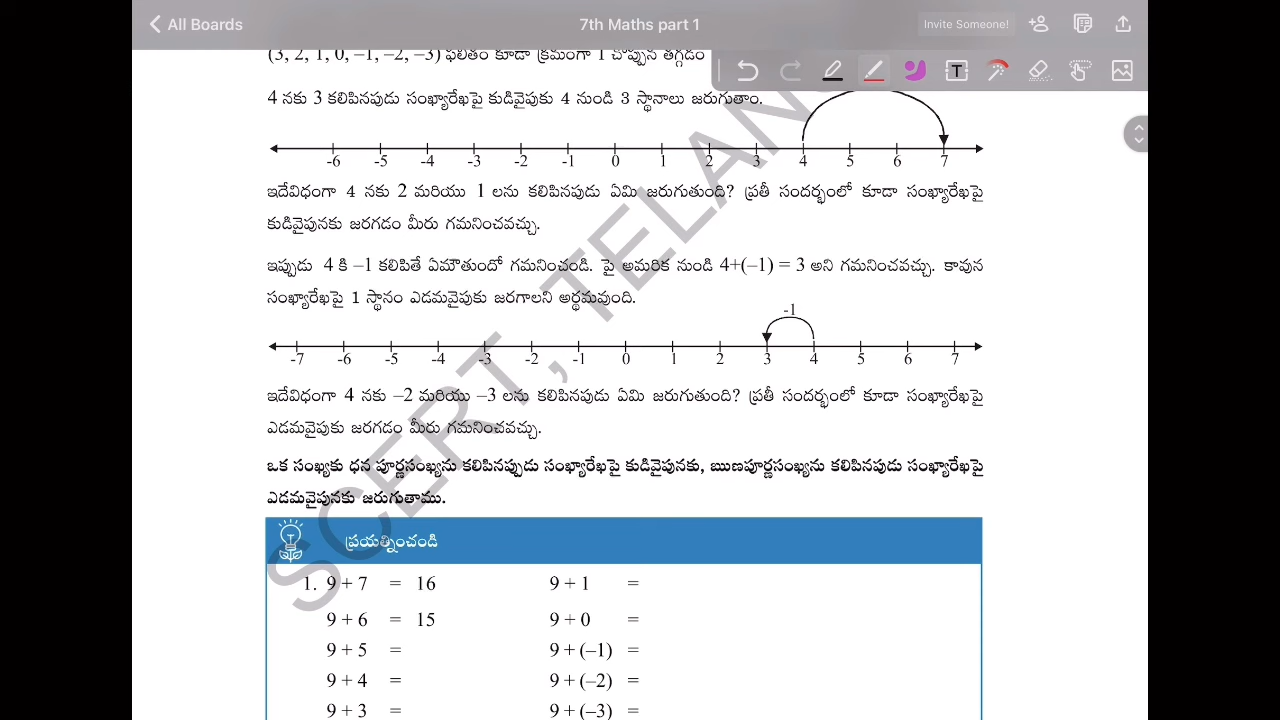 All Boards
7th Maths part 1
Invite Someone!
(3, 2, 1, 0, –1, –2, –3) ఫలితం కూడా క్రమంగా 1 చొప్పున తగ్గడం
T
4 నకు 3 కలిపినపుడు సంఖ్యారేఖపై కుడివైపుకు 4 నుండి 3 స్థానాలు జరుగుతాం.
-6 -5 -4 -3 -2 -1 0 1 2 3 4 5 6 7
ఇదేవిధంగా 4 నకు 2 మరియు 1 లను కలిపినపుడు ఏమి జరుగుతుంది? ప్రతీ సందర్భంలో కూడా సంఖ్యారేఖపై
కుడివైపునకు జరగడం మీరు గమనించవచ్చు.
ఇప్పుడు 4 కి –1 కలిపితే ఏమౌతుందో గమనించండి. పై అమరిక నుండి 4+(–1) = 3 అని గమనించవచ్చు. కావున
సంఖ్యారేఖపై 1 స్థానం ఎడమవైపుకు జరగాలని అర్థమవుంది.
-1
-7 -6 -5 -4 -3 -2 -1 0 1 2 3 4 5 6 7
ఇదేవిధంగా 4 నకు –2 మరియు –3 లను కలిపినపుడు ఏమి జరుగుతుంది? ప్రతీ సందర్భంలో కూడా సంఖ్యారేఖపై
ఎడమవైపుకు జరగడం మీరు గమనించవచ్చు.
ఒక సంఖ్యకు ధన పూర్ణసంఖ్యను కలిపినప్పుడు సంఖ్యారేఖపై కుడివైపునకు, ఋణపూర్ణసంఖ్యను కలిపినపుడు సంఖ్యారేఖపై
ఎడమవైపునకు జరుగుతాము.
SCERT, TELAN
ప్రయత్నించండి
1. 9 + 7 = 16 9 + 1 =
9 + 6 = 15 9 + 0 =
9 + 5 = 9 + (–1) =
9 + 4 = 9 + (–2) =
9 + 3 = 9 + (–3) =